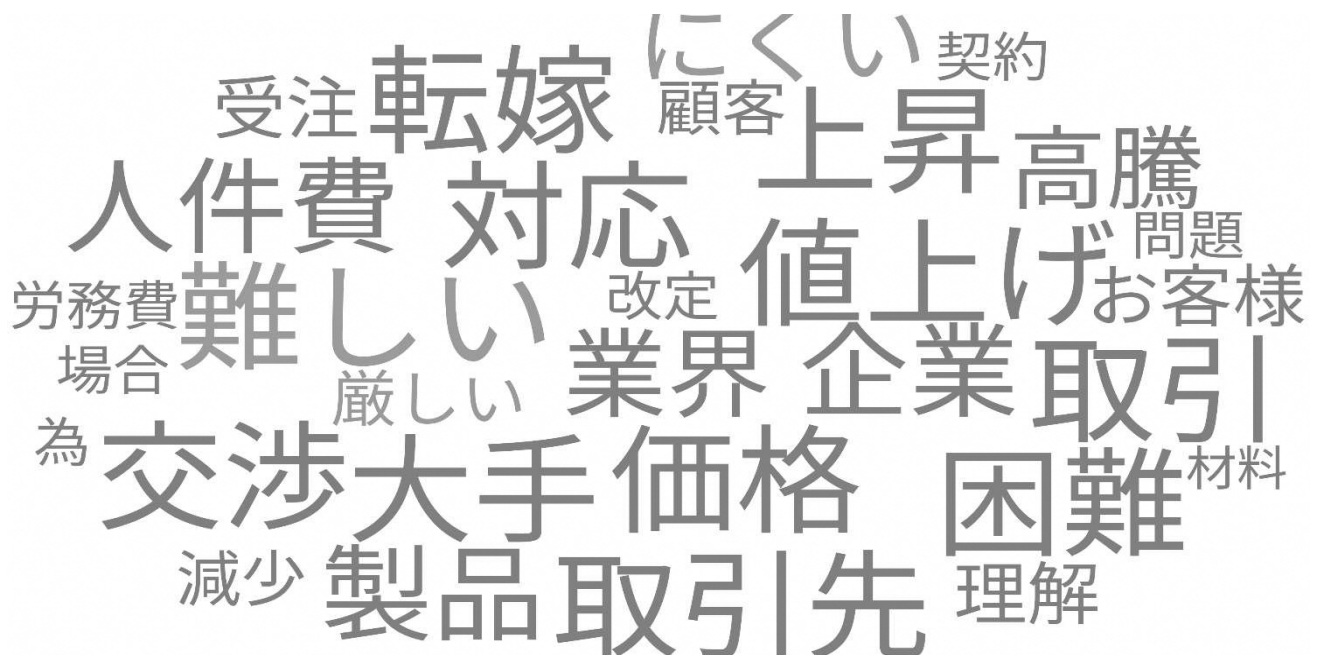 にくい
契約
受注
転嫁
顧客
上昇
高騰
人件費
対応
値上げ
問題
労務費
難しい
改定
お客様
場合
厳しい
業界
企業
取引
為
交渉
大手
価格
困難
材料
減少
製品
取引先
理解